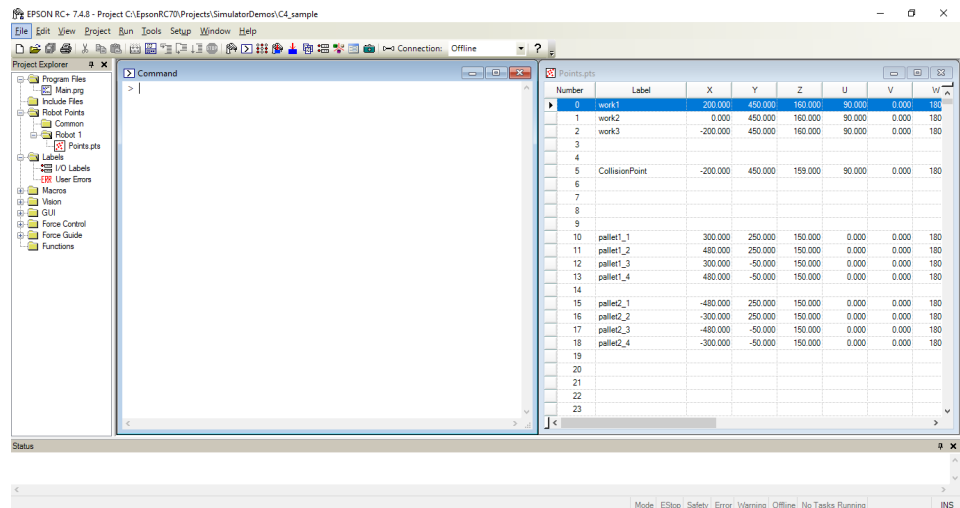 EPSON RC+ 7.4.8 - Project C:\EpsonRC70\Projects\SimulatorDemos\C4_sample
File Edit View Project Run Tools Setup Window Help
Connection: Offline
Project Explorer
Program Files
Main.prg
Include Files
Robot Points
Common
Robot 1
Points.pts
Labels
I/O Labels
ERR User Errors
Macros
Vision
GUI
Force Control
Force Guide
Functions
Command
>
Points.pts
Number Label X Y Z U V W
0 work1 200.000 450.000 160.000 90.000 0.000 180
1 work2 0.000 450.000 160.000 90.000 0.000 180
2 work3 -200.000 450.000 160.000 90.000 0.000 180
3
4
5 CollisionPoint -200.000 450.000 159.000 90.000 0.000 180
6
7
8
9
10 pallet1_1 300.000 250.000 150.000 0.000 0.000 180
11 pallet1_2 480.000 250.000 150.000 0.000 0.000 180
12 pallet1_3 300.000 -50.000 150.000 0.000 0.000 180
13 pallet1_4 480.000 -50.000 150.000 0.000 0.000 180
14
15 pallet2_1 -480.000 250.000 150.000 0.000 0.000 180
16 pallet2_2 -300.000 250.000 150.000 0.000 0.000 180
17 pallet2_3 -480.000 -50.000 150.000 0.000 0.000 180
18 pallet2_4 -300.000 -50.000 150.000 0.000 0.000 180
19
20
21
22
23
Status
Mode EStop Safety Error Warning Offline No Tasks Running INS